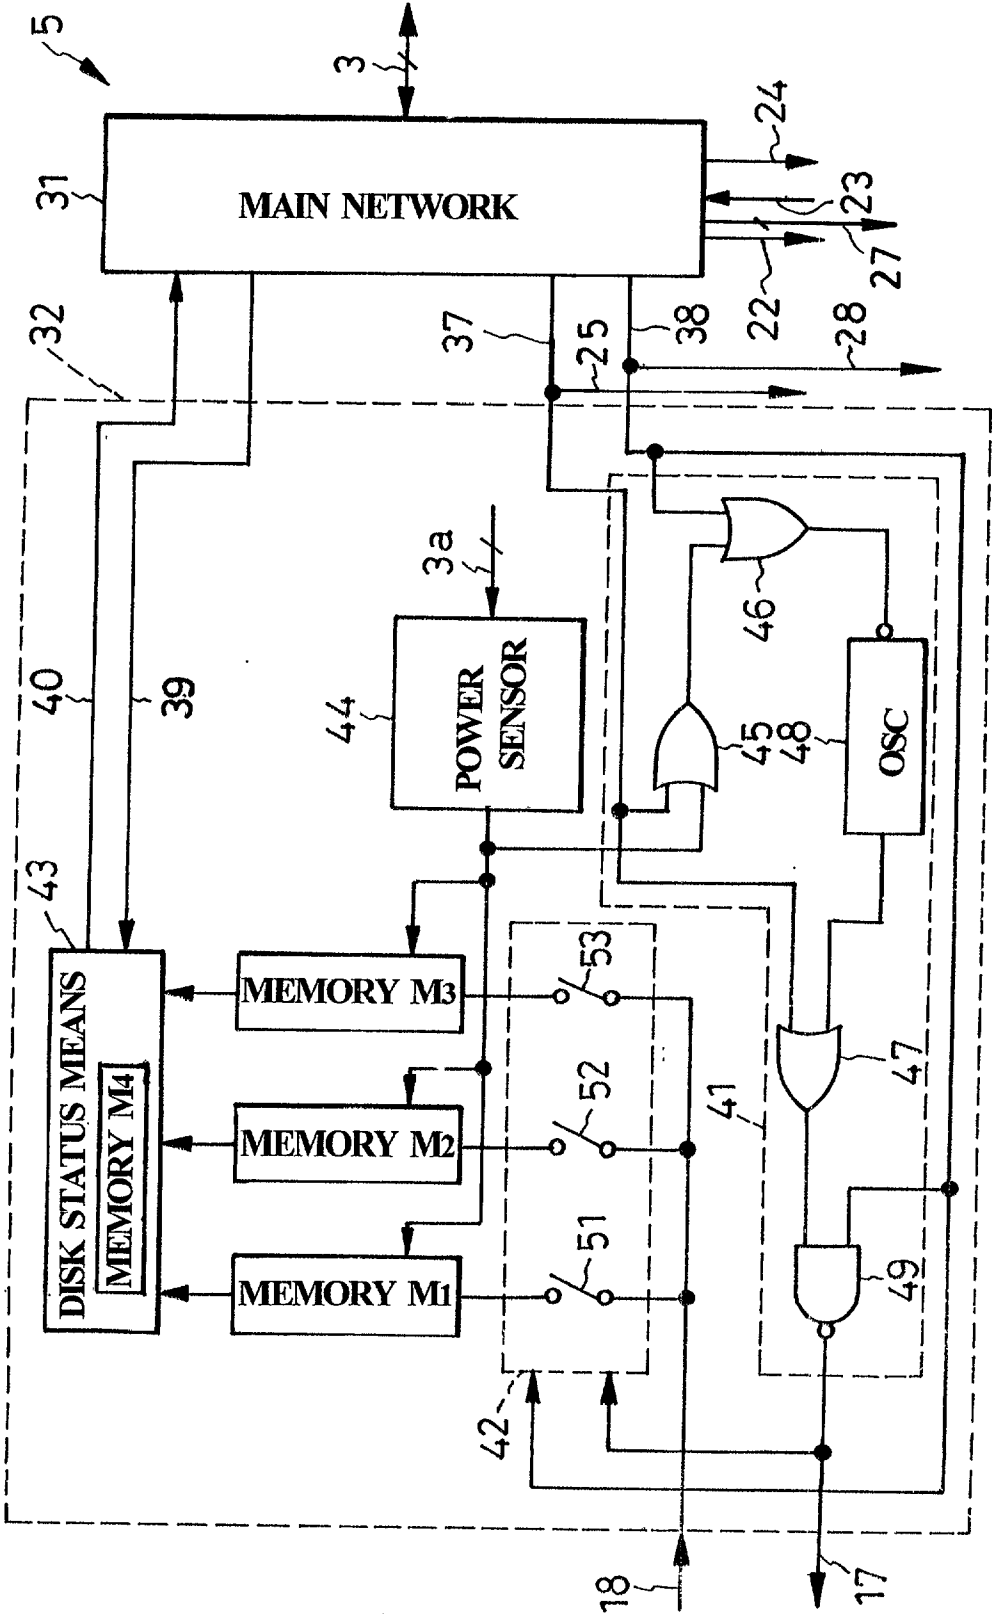 5
3
31
MAIN NETWORK
24
23
27
22
32
37
38
25
28
40
39
3a
44
POWER
SENSOR
46
45
48
OSC
43
DISK STATUS MEANS
MEMORY M4
MEMORY M3
MEMORY M2
MEMORY M1
53
52
51
41
47
49
42
18
17